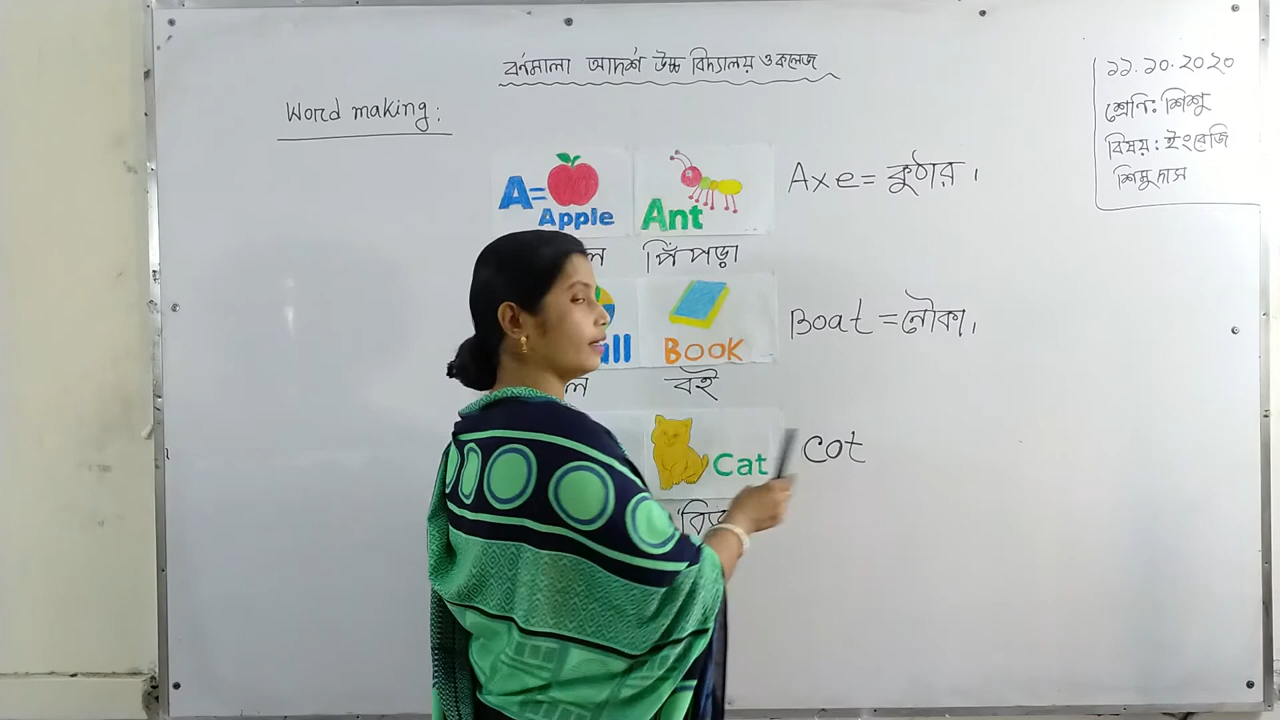 বর্ণমালা আদর্শ উচ্চ বিদ্যালয় ও কলেজ
১১.১০.২০২০
শ্রেণি: শিশু
বিষয়: ইংরেজি
শিমু দাস
Word making:
A= Apple
Ant
Axe = কুঠার ।
পিঁপড়া
BOOK
Boat = নৌকা ।
বই
Cat
cot